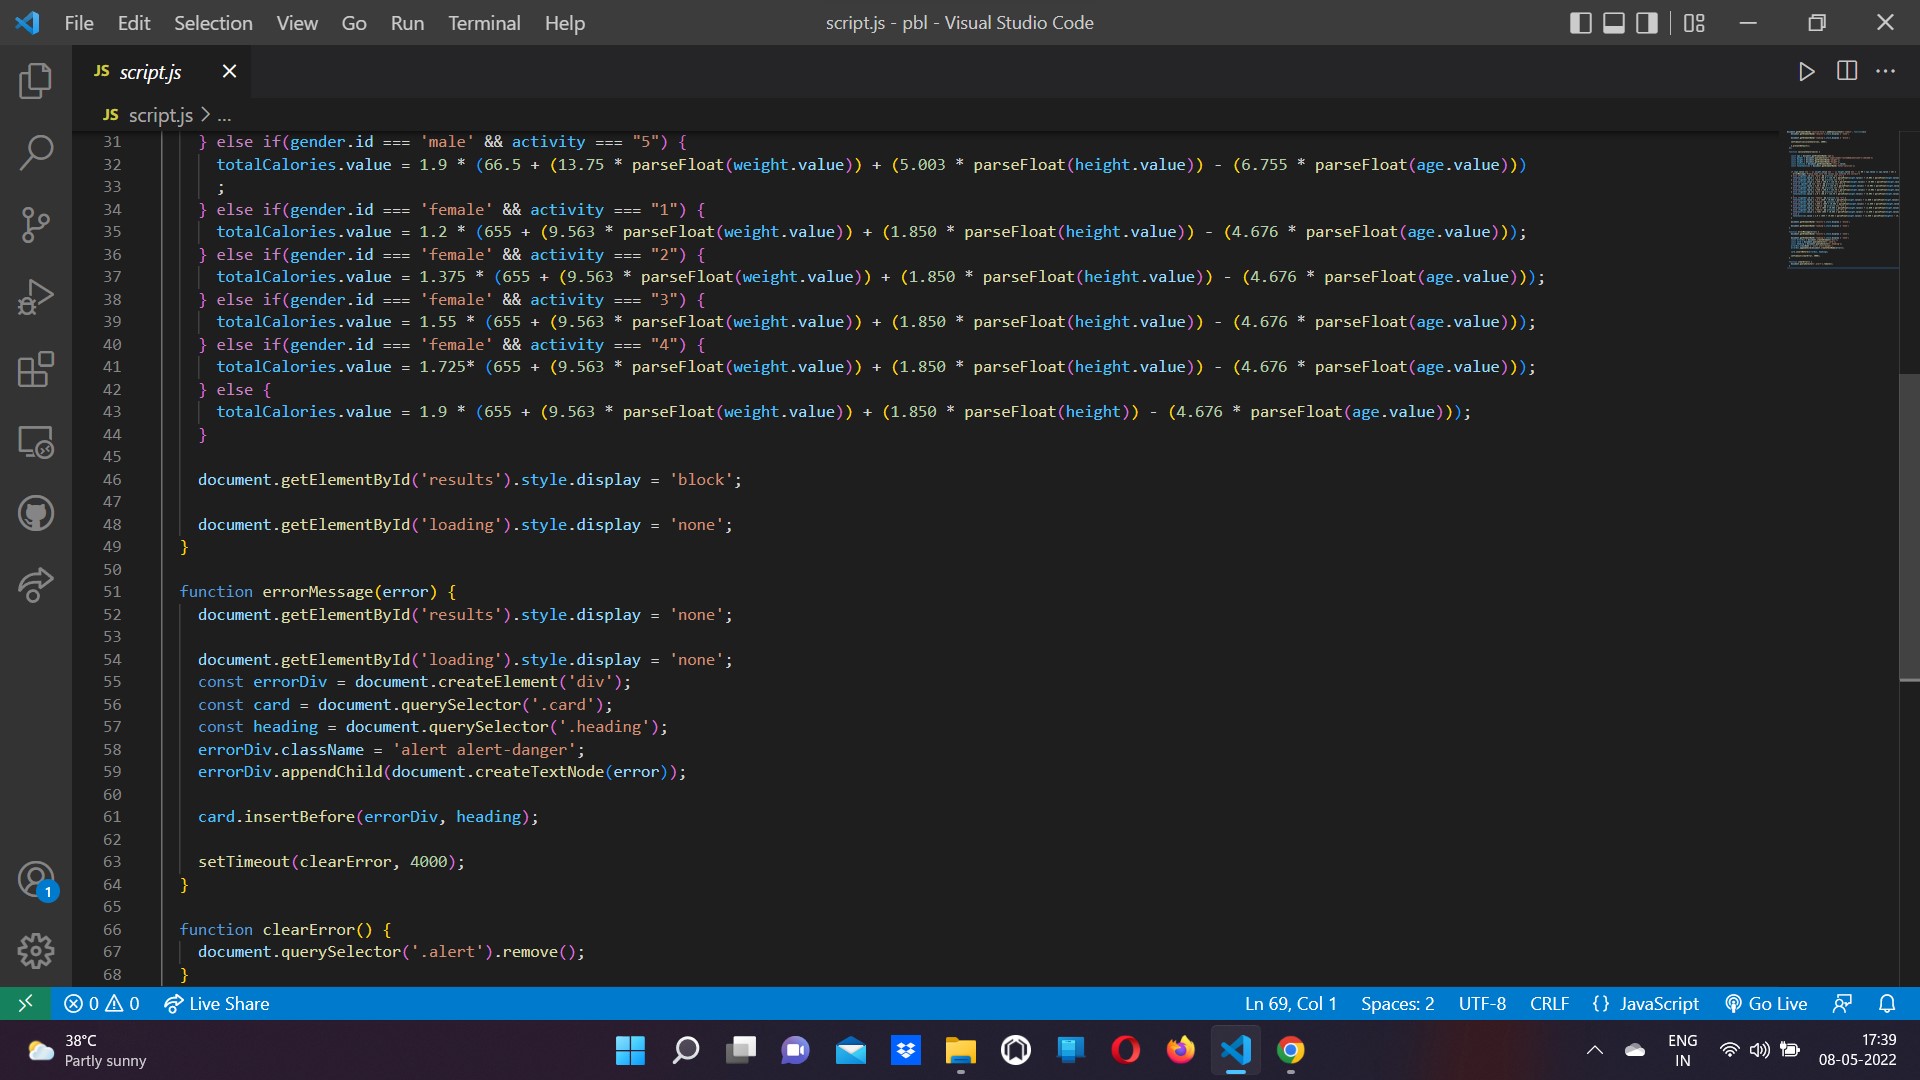 File Edit Selection View Go Run Terminal Help script.js - pbl - Visual Studio Code
JS script.js
JS script.js > ...
31 } else if(gender.id === 'male' && activity === "5") {
32 totalCalories.value = 1.9 * (66.5 + (13.75 * parseFloat(weight.value)) + (5.003 * parseFloat(height.value)) - (6.755 * parseFloat(age.value)))
33 ;
34 } else if(gender.id === 'female' && activity === "1") {
35 totalCalories.value = 1.2 * (655 + (9.563 * parseFloat(weight.value)) + (1.850 * parseFloat(height.value)) - (4.676 * parseFloat(age.value)));
36 } else if(gender.id === 'female' && activity === "2") {
37 totalCalories.value = 1.375 * (655 + (9.563 * parseFloat(weight.value)) + (1.850 * parseFloat(height.value)) - (4.676 * parseFloat(age.value)));
38 } else if(gender.id === 'female' && activity === "3") {
39 totalCalories.value = 1.55 * (655 + (9.563 * parseFloat(weight.value)) + (1.850 * parseFloat(height.value)) - (4.676 * parseFloat(age.value)));
40 } else if(gender.id === 'female' && activity === "4") {
41 totalCalories.value = 1.725* (655 + (9.563 * parseFloat(weight.value)) + (1.850 * parseFloat(height.value)) - (4.676 * parseFloat(age.value)));
42 } else {
43 totalCalories.value = 1.9 * (655 + (9.563 * parseFloat(weight.value)) + (1.850 * parseFloat(height)) - (4.676 * parseFloat(age.value)));
44 }
45
46 document.getElementById('results').style.display = 'block';
47
48 document.getElementById('loading').style.display = 'none';
49 }
50
51 function errorMessage(error) {
52 document.getElementById('results').style.display = 'none';
53
54 document.getElementById('loading').style.display = 'none';
55 const errorDiv = document.createElement('div');
56 const card = document.querySelector('.card');
57 const heading = document.querySelector('.heading');
58 errorDiv.className = 'alert alert-danger';
59 errorDiv.appendChild(document.createTextNode(error));
60
61 card.insertBefore(errorDiv, heading);
62
63 setTimeout(clearError, 4000);
64 }
65
66 function clearError() {
67 document.querySelector('.alert').remove();
68 }
1
0 0 Live Share Ln 69, Col 1 Spaces: 2 UTF-8 CRLF {} JavaScript Go Live
38°C
Partly sunny
ENG
IN
17:39
08-05-2022